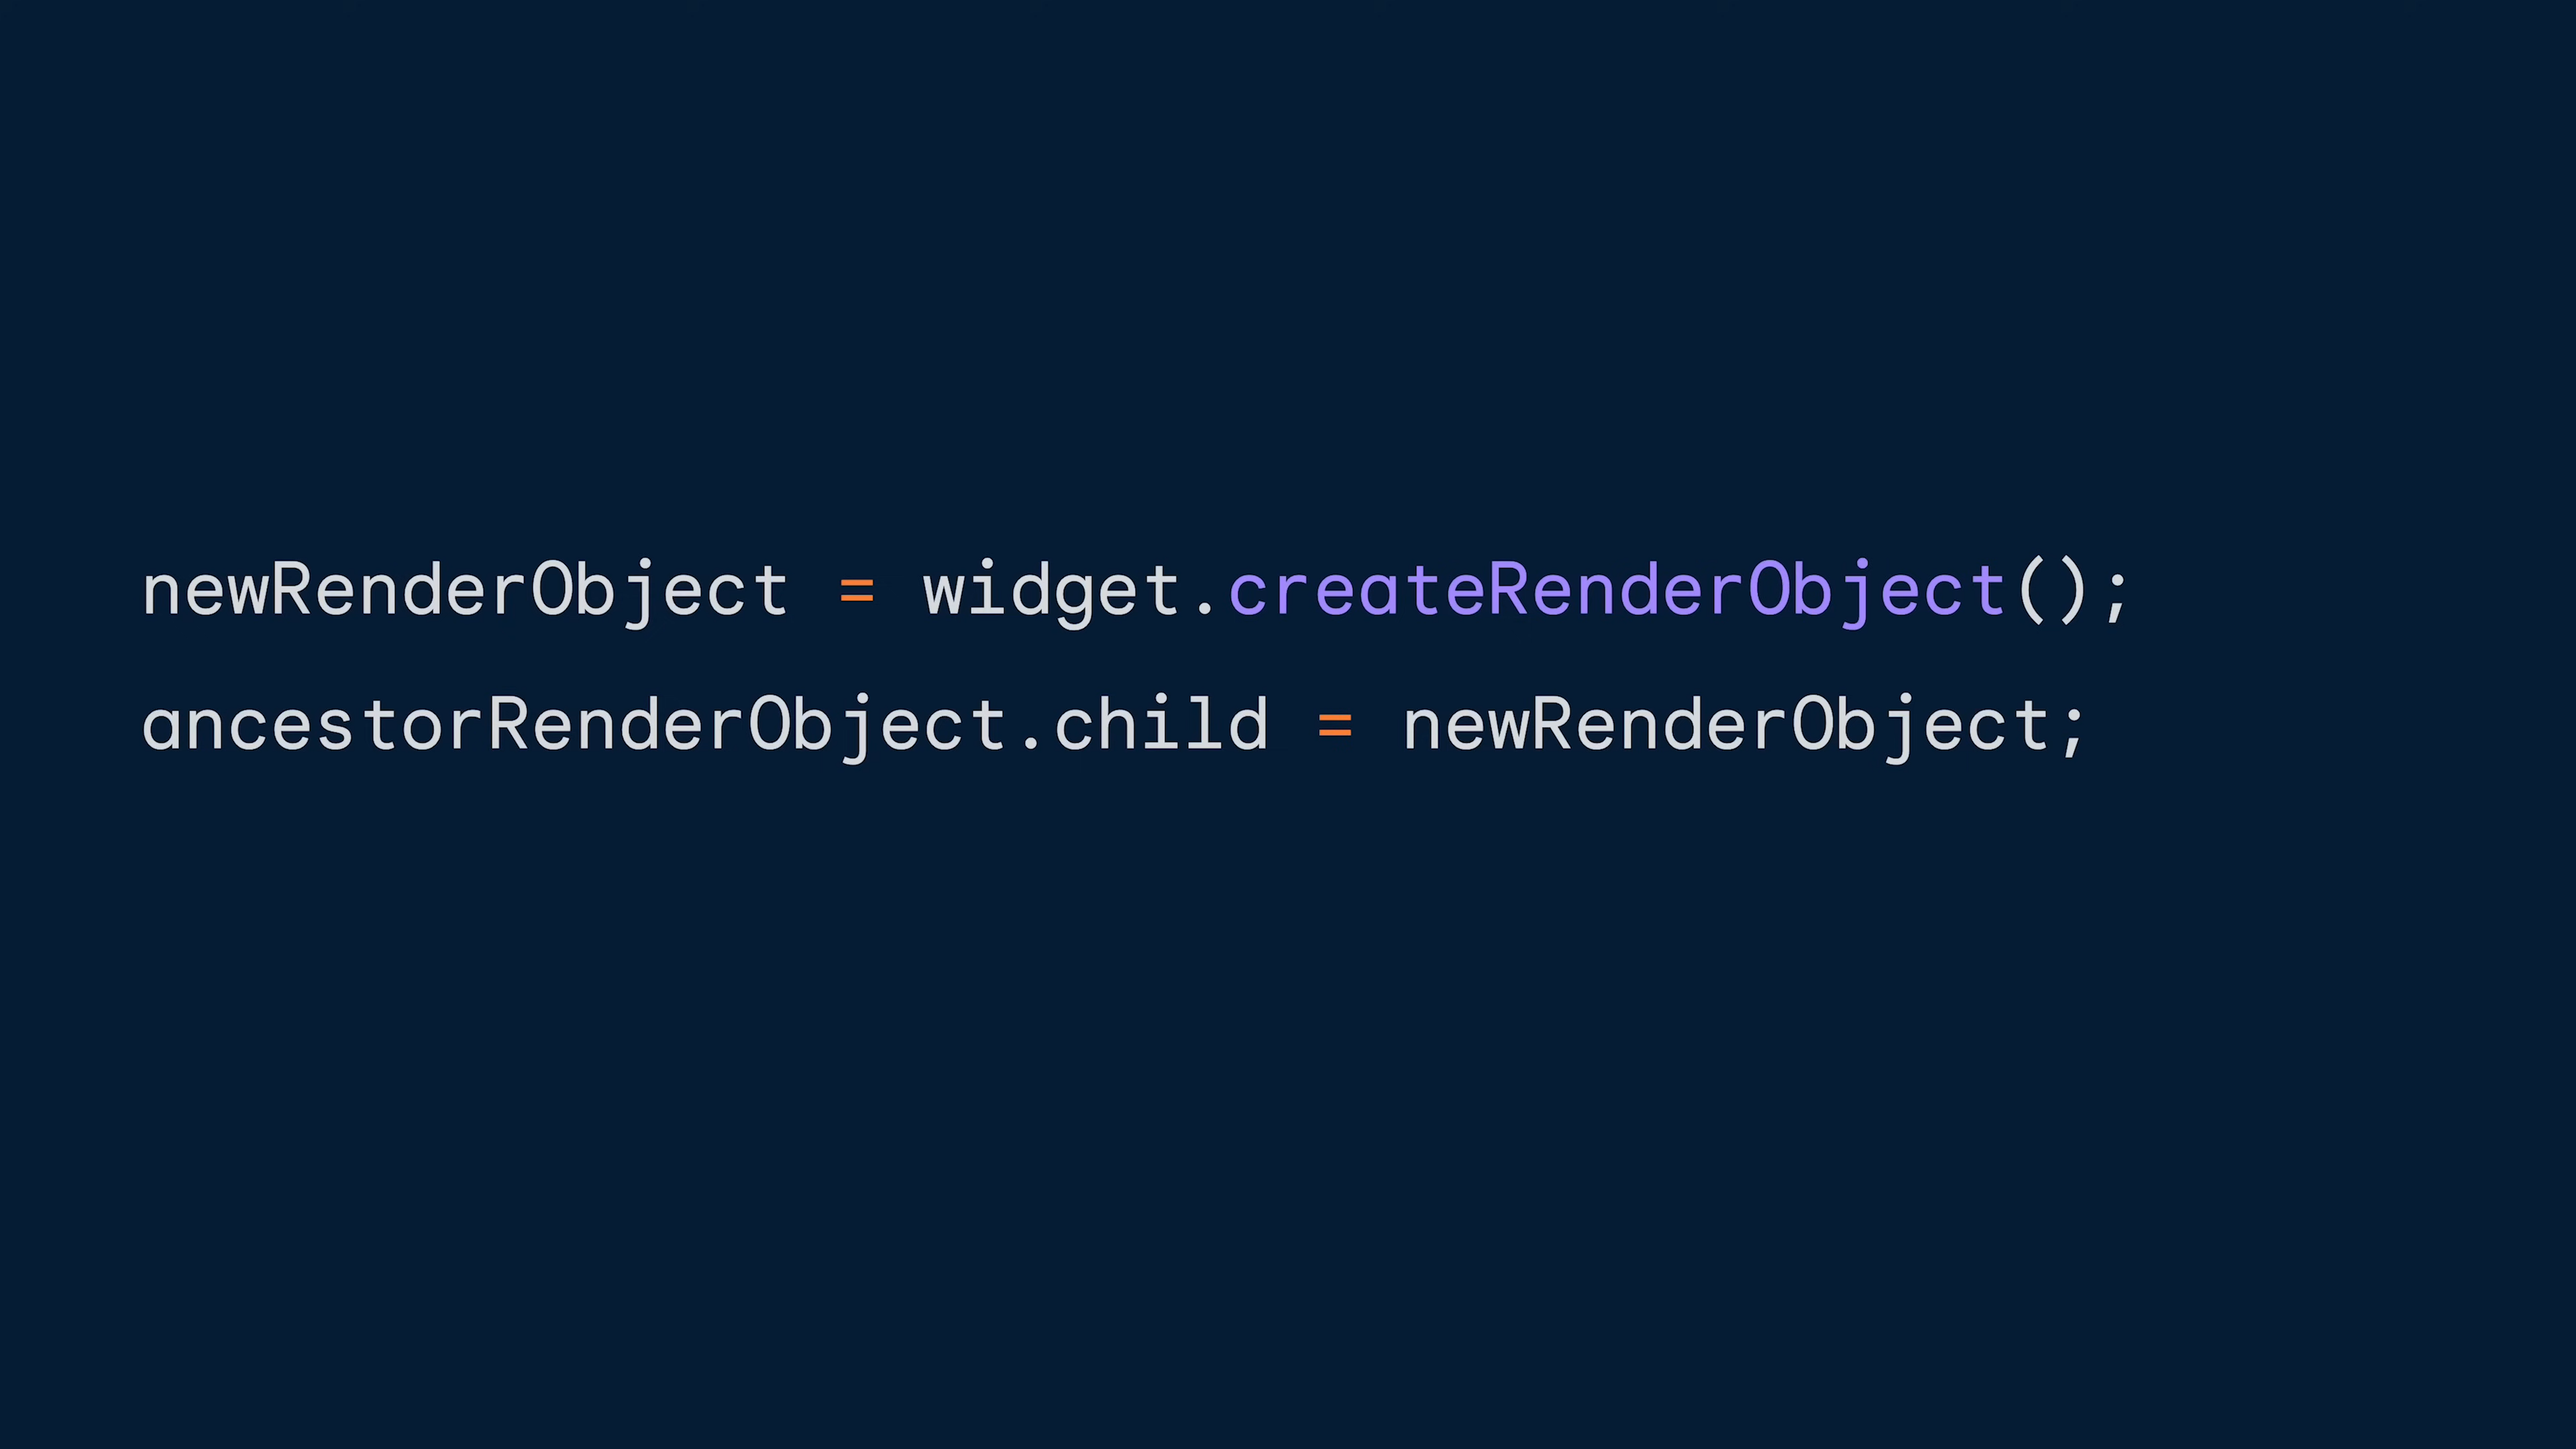 newRenderObject = widget.createRenderObject();
ancestorRenderObject.child = newRenderObject;